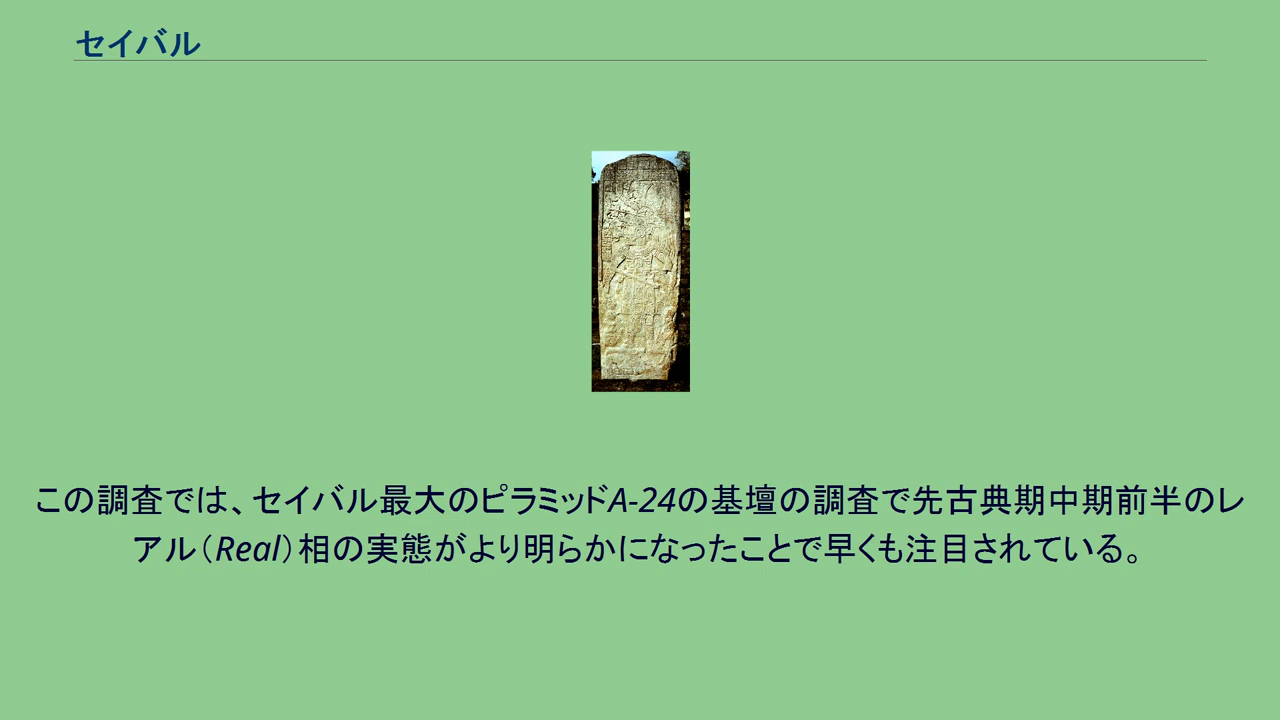 セイバル
この調査では、セイバル最大のピラミッドA-24の基壇の調査で先古典期中期前半のレ
アル（Real）相の実態がより明らかになったことで早くも注目されている。